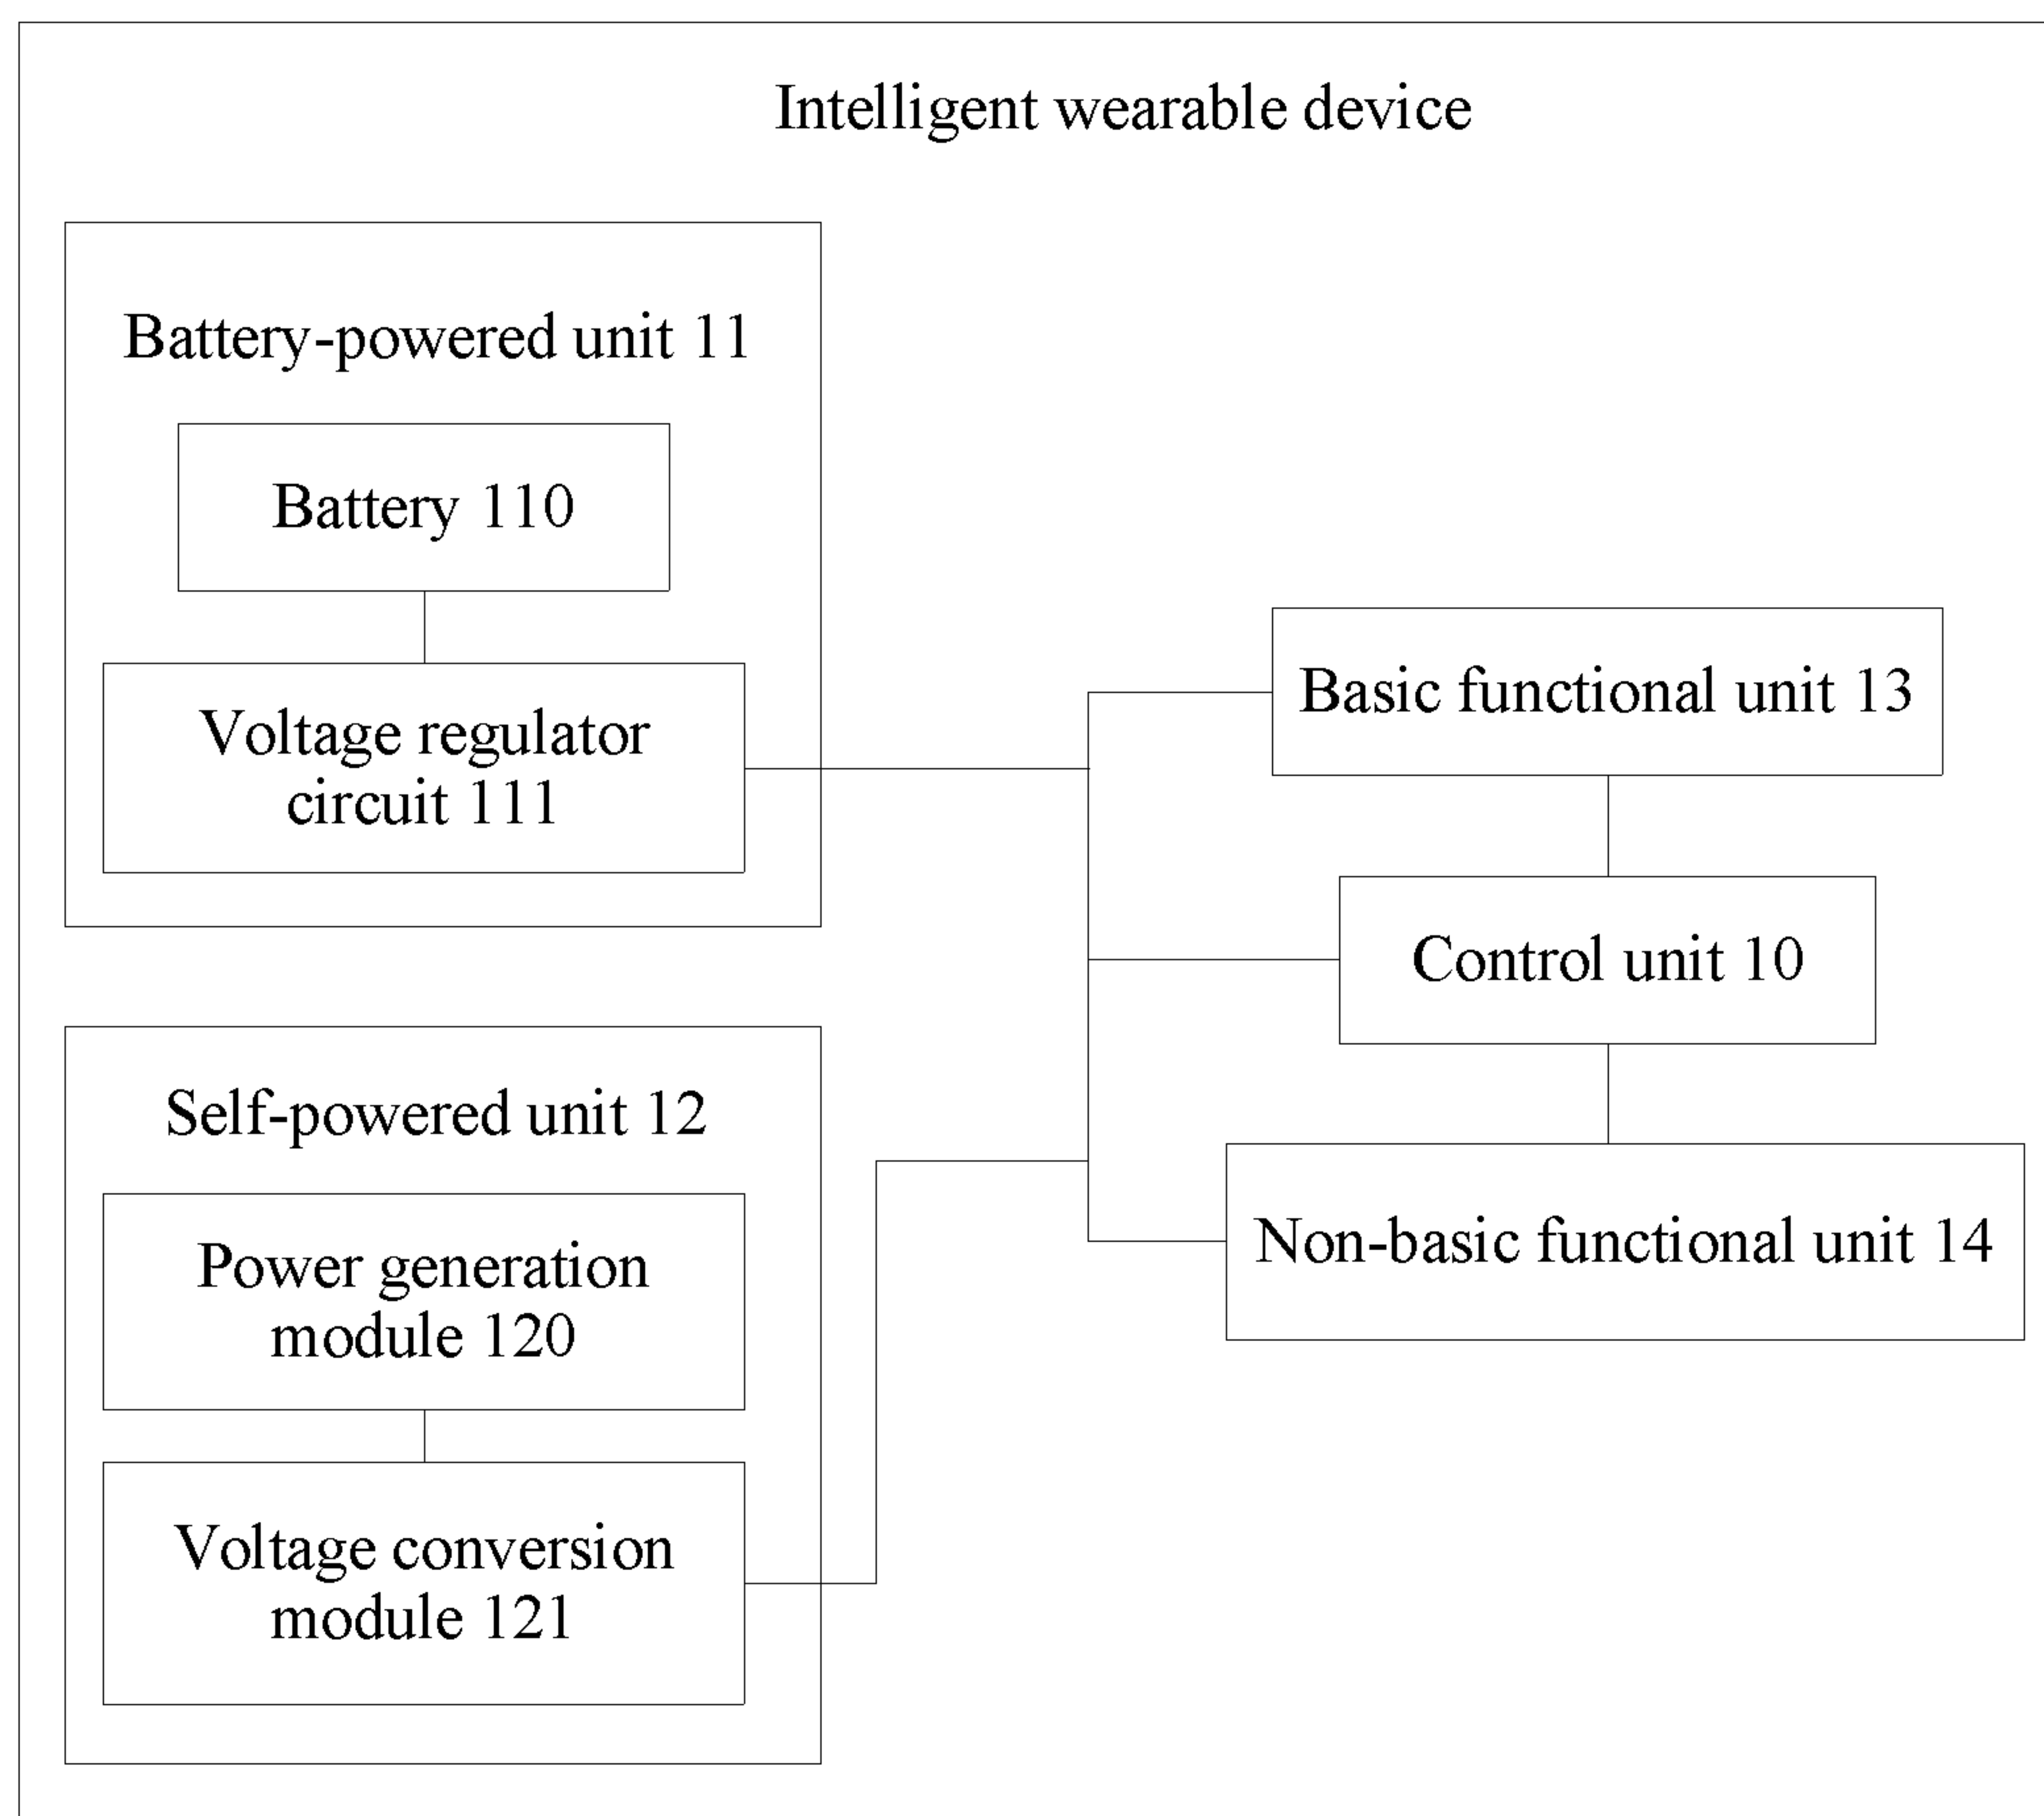 Intelligent wearable device
Battery-powered unit 11
Battery 110
Voltage regulator
circuit 111
Self-powered unit 12
Power generation
module 120
Voltage conversion
module 121
Basic functional unit 13
Control unit 10
Non-basic functional unit 14